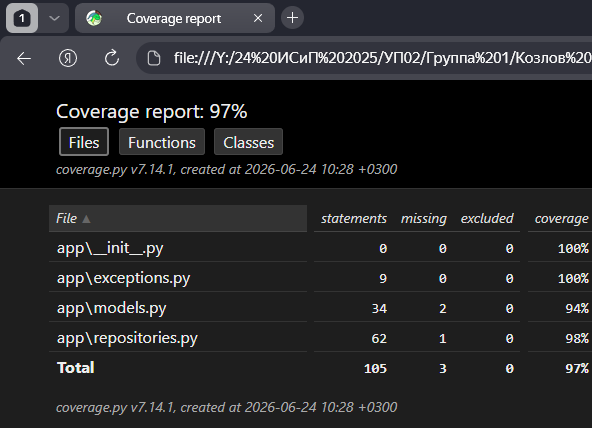 1
Coverage report
file:///Y:/24%20ИСиП%202025/УП02/Группа%201/Козлов%20
Coverage report: 97%
Files Functions Classes
coverage.py v7.14.1, created at 2026-06-24 10:28 +0300
File ▲ statements missing excluded coverage
app\__init__.py 0 0 0 100%
app\exceptions.py 9 0 0 100%
app\models.py 34 2 0 94%
app\repositories.py 62 1 0 98%
Total 105 3 0 97%
coverage.py v7.14.1, created at 2026-06-24 10:28 +0300